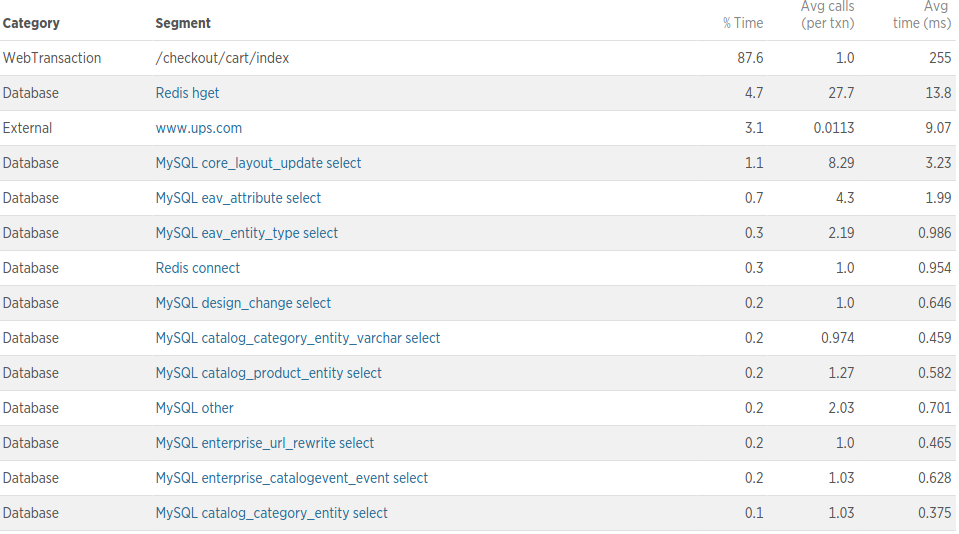 Category Segment % Time Avg calls (per txn) Avg time (ms)
WebTransaction /checkout/cart/index 87.6 1.0 255
Database Redis hget 4.7 27.7 13.8
External www.ups.com 3.1 0.0113 9.07
Database MySQL core_layout_update select 1.1 8.29 3.23
Database MySQL eav_attribute select 0.7 4.3 1.99
Database MySQL eav_entity_type select 0.3 2.19 0.986
Database Redis connect 0.3 1.0 0.954
Database MySQL design_change select 0.2 1.0 0.646
Database MySQL catalog_category_entity_varchar select 0.2 0.974 0.459
Database MySQL catalog_product_entity select 0.2 1.27 0.582
Database MySQL other 0.2 2.03 0.701
Database MySQL enterprise_url_rewrite select 0.2 1.0 0.465
Database MySQL enterprise_catalogevent_event select 0.2 1.03 0.628
Database MySQL catalog_category_entity select 0.1 1.03 0.375